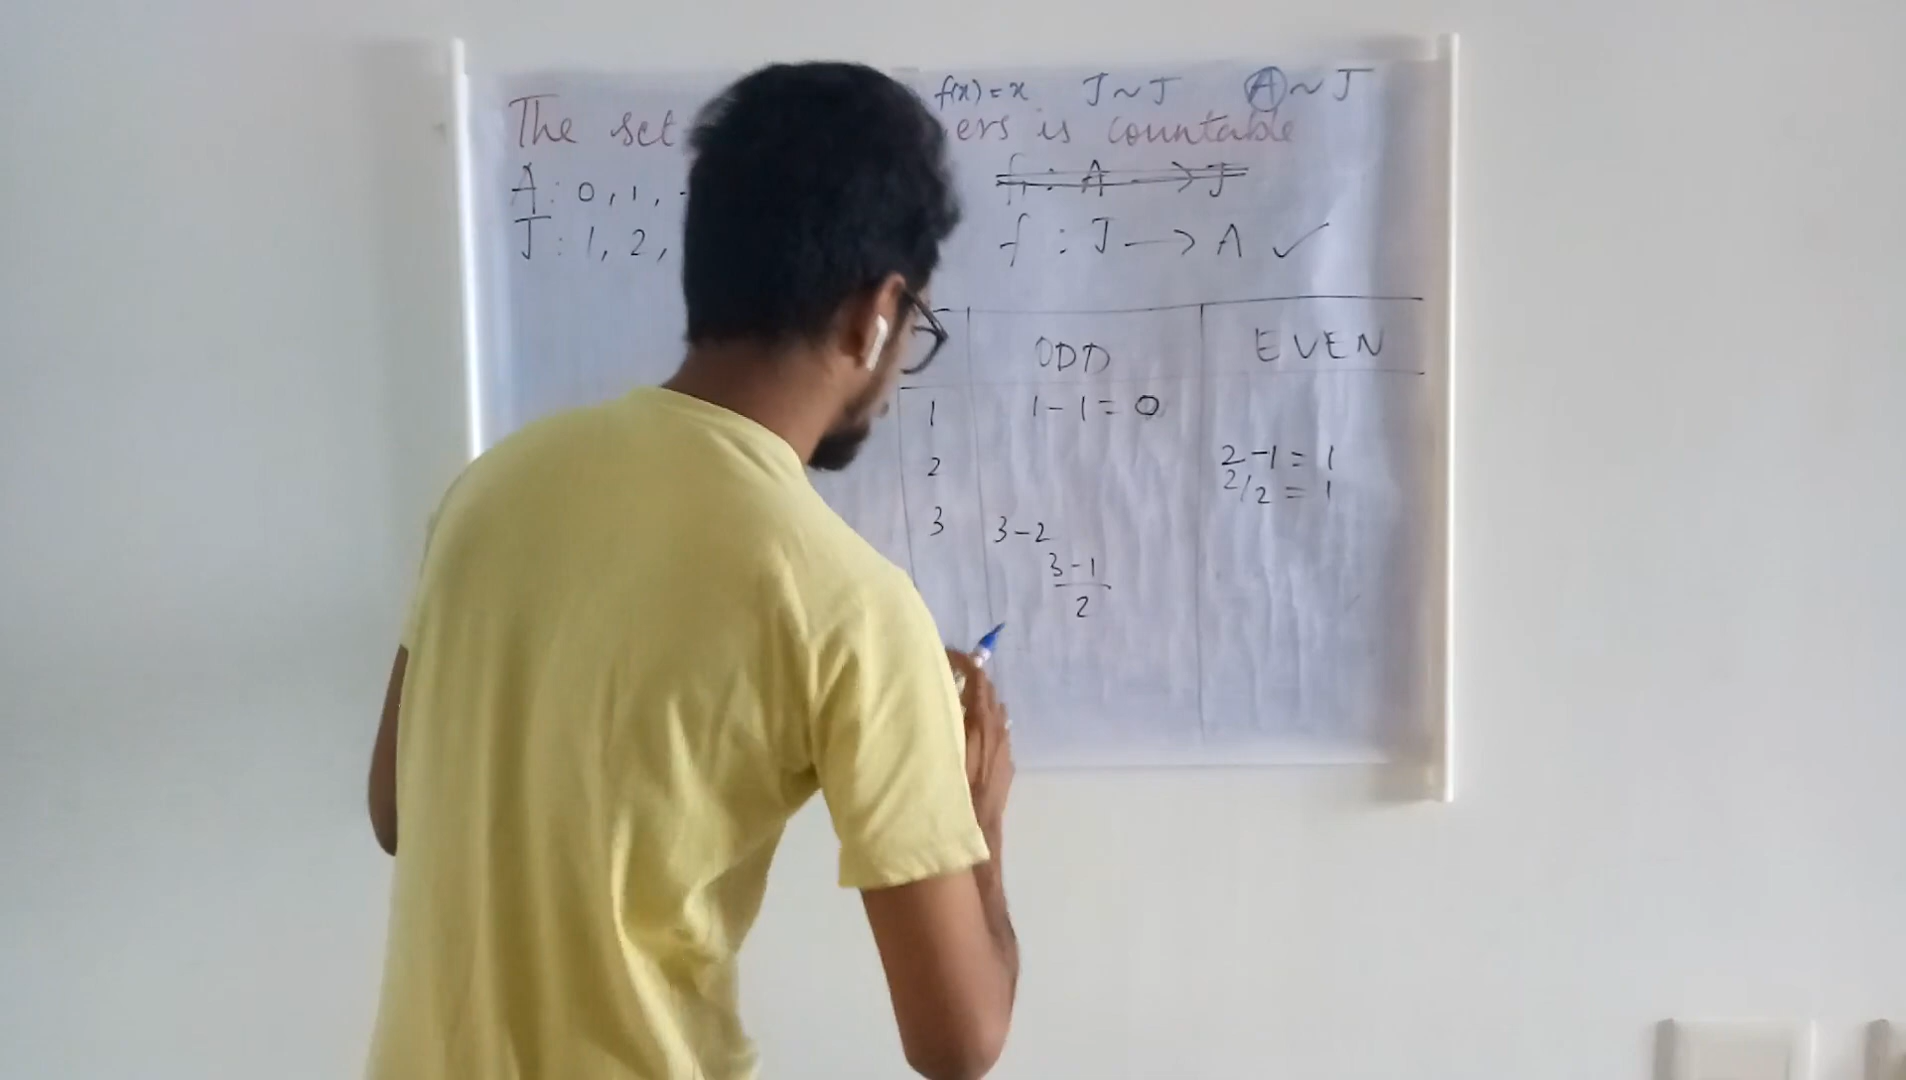 f(x) = x J ~ J A ~ J
The set ers is countable
A : 0, 1, -
f : A → J
J : 1, 2,
f : J → A ✓
ODD EVEN
1 1 - 1 = 0
2 2 - 1 = 1
2/2 = 1
3 3 - 2
3 - 1
2